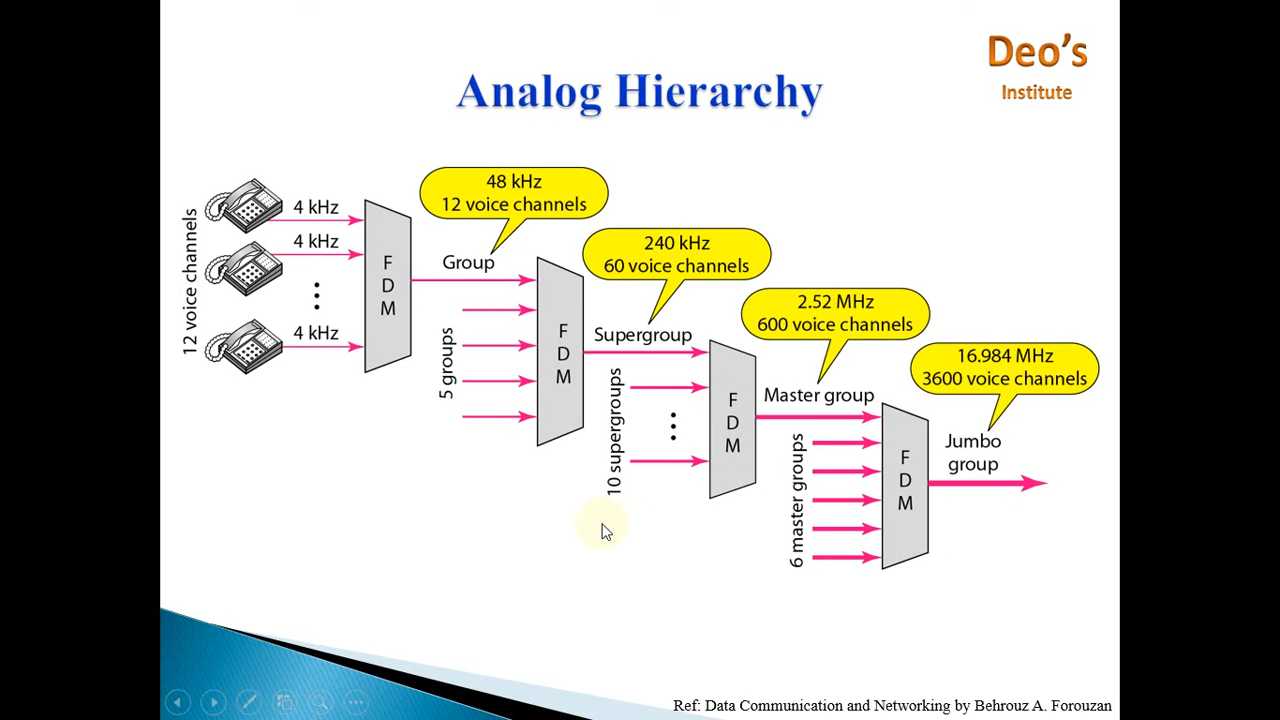 Deo's
Institute
Analog Hierarchy
12 voice channels
4 kHz
4 kHz
4 kHz
F
D
M
48 kHz
12 voice channels
Group
5 groups
F
D
M
240 kHz
60 voice channels
Supergroup
10 supergroups
F
D
M
2.52 MHz
600 voice channels
Master group
6 master groups
F
D
M
16.984 MHz
3600 voice channels
Jumbo
group
Ref: Data Communication and Networking by Behrouz A. Forouzan